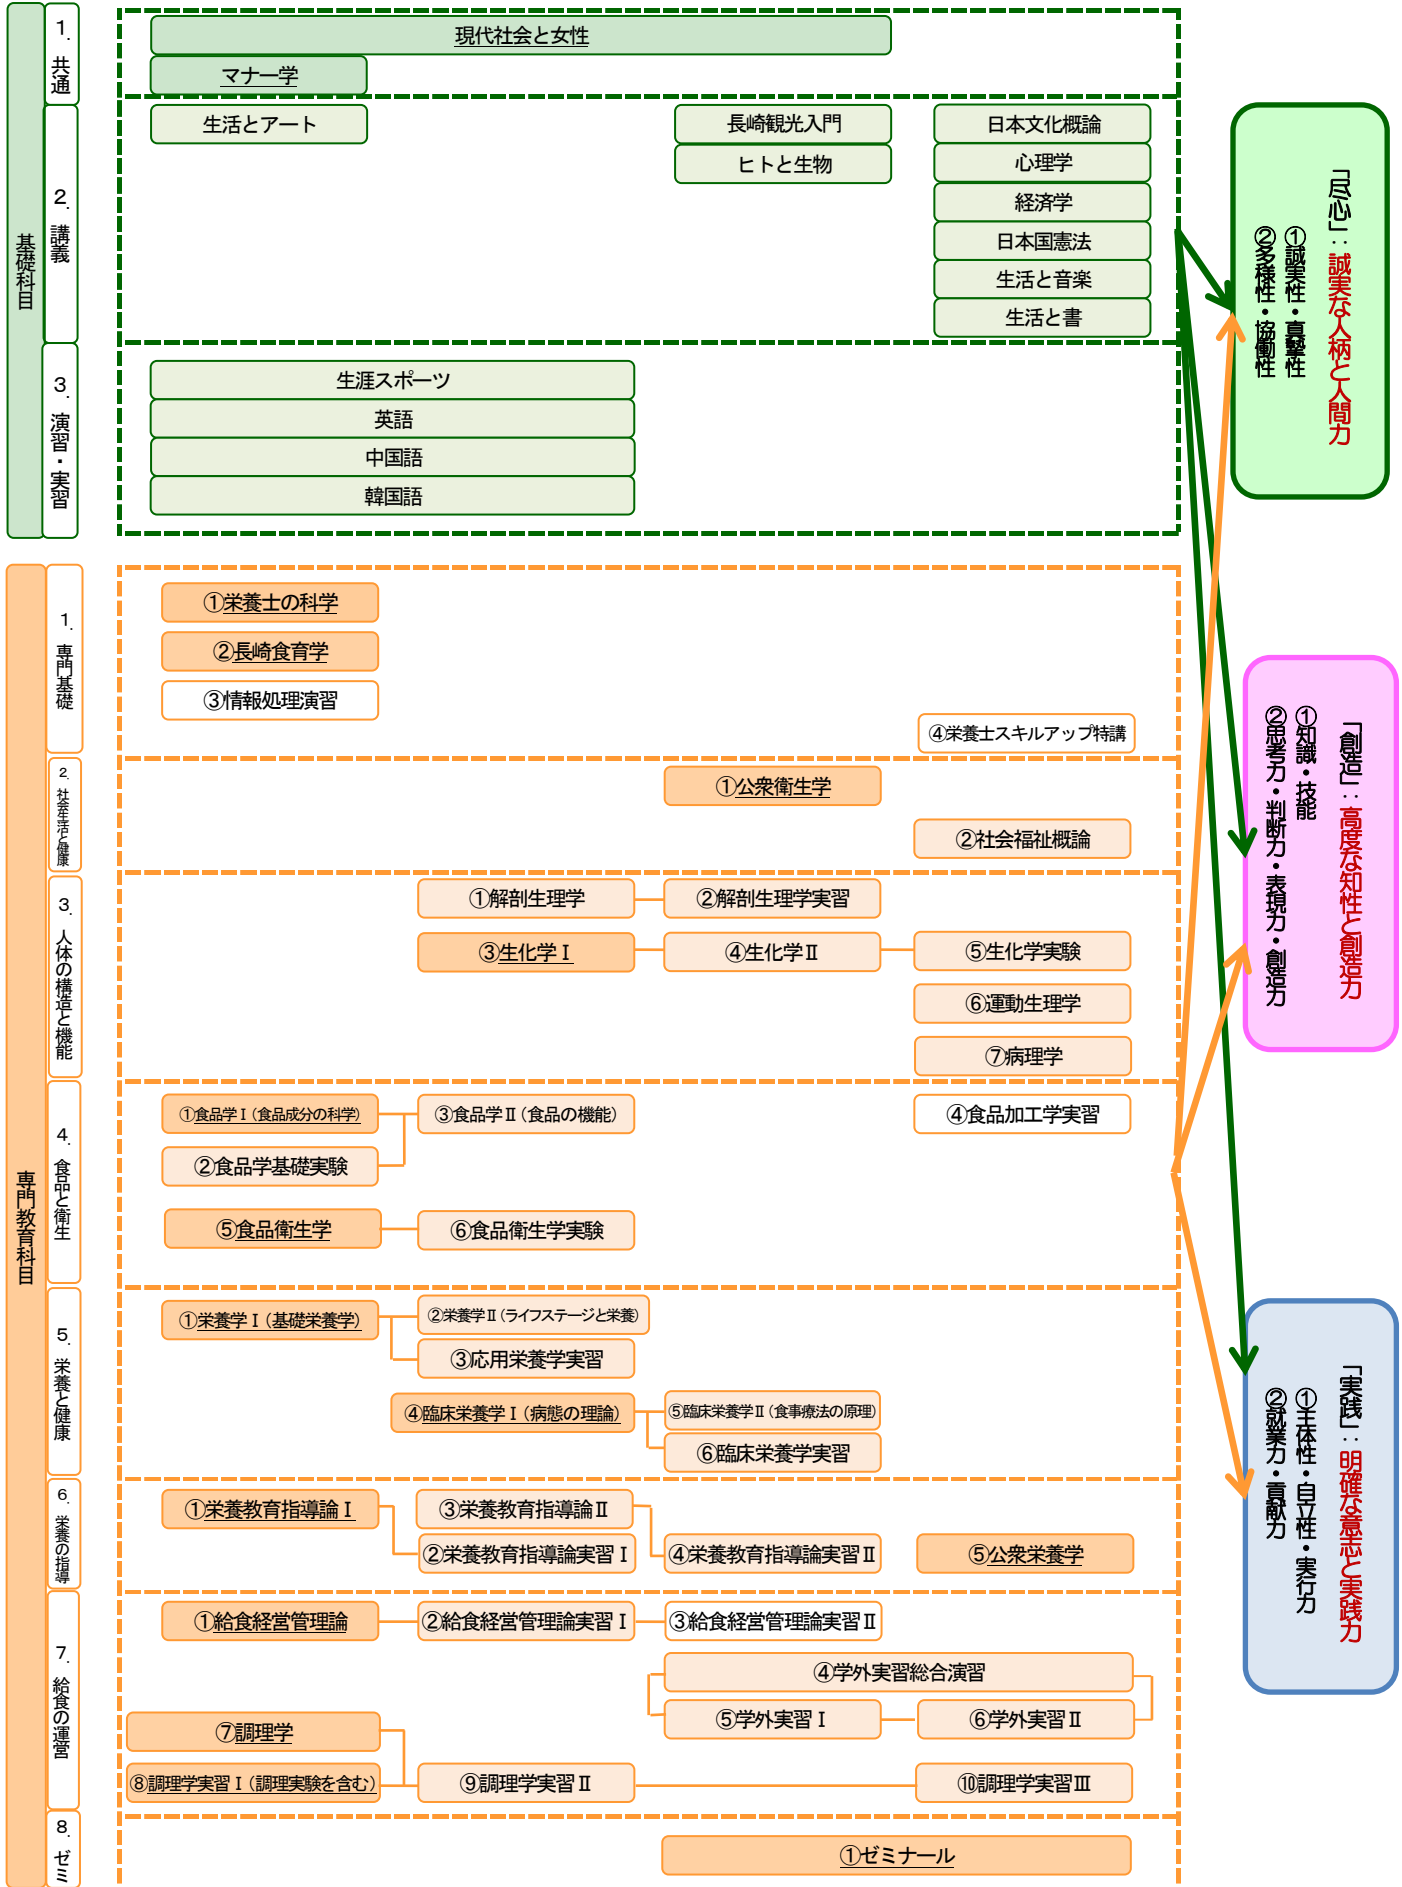 基礎科目
1. 共通
現代社会と女性
マナー学
2. 講義
生活とアート
長崎観光入門
ヒトと生物
日本文化概論
心理学
経済学
日本国憲法
生活と音楽
生活と書
3. 演習・実習
生涯スポーツ
英語
中国語
韓国語
専門教育科目
1. 専門基礎
①栄養士の科学
②長崎食育学
③情報処理演習
④栄養士スキルアップ特講
2. 社会生活と健康
①公衆衛生学
②社会福祉概論
3. 人体の構造と機能
①解剖生理学
②解剖生理学実習
③生化学Ⅰ
④生化学Ⅱ
⑤生化学実験
⑥運動生理学
⑦病理学
4. 食品と衛生
①食品学Ⅰ(食品成分の科学)
③食品学Ⅱ(食品の機能)
④食品加工学実習
②食品学基礎実験
⑤食品衛生学
⑥食品衛生学実験
5. 栄養と健康
①栄養学Ⅰ(基礎栄養学)
②栄養学Ⅱ(ライフステージと栄養)
③応用栄養学実習
④臨床栄養学Ⅰ(病態の理論)
⑤臨床栄養学Ⅱ(食事療法の原理)
⑥臨床栄養学実習
6. 栄養の指導
①栄養教育指導論Ⅰ
③栄養教育指導論Ⅱ
②栄養教育指導論実習Ⅰ
④栄養教育指導論実習Ⅱ
⑤公衆栄養学
7. 給食の運営
①給食経営管理論
②給食経営管理論実習Ⅰ
③給食経営管理論実習Ⅱ
④学外実習総合演習
⑤学外実習Ⅰ
⑥学外実習Ⅱ
⑦調理学
⑧調理学実習Ⅰ(調理実験を含む)
⑨調理学実習Ⅱ
⑩調理学実習Ⅲ
8. ゼミ
①ゼミナール
「尽心」：誠実な人柄と人間力
①誠実性・真摯性
②多様性・協働性
「創造」：高度な知性と創造力
①知識・技能
②思考力・判断力・表現力・創造力
「実践」：明確な意志と実践力
①主体性・自立性・実行力
②就業力・貢献力